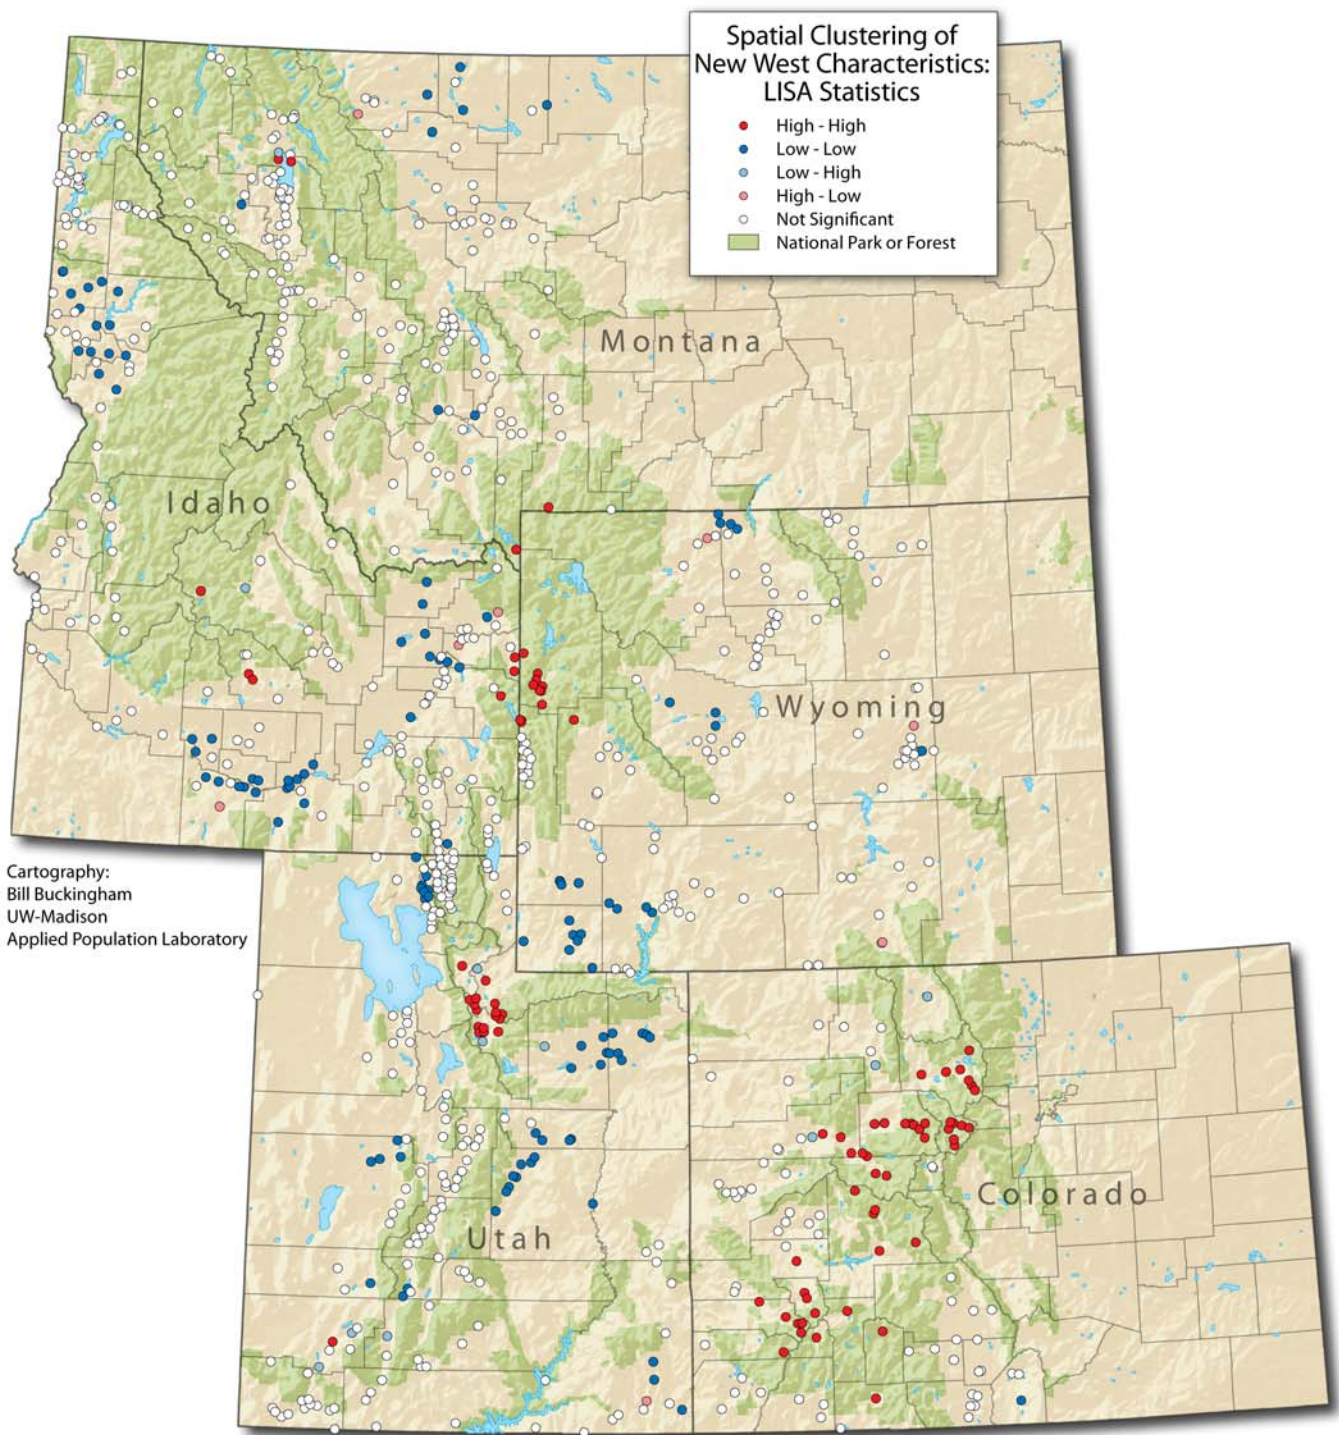 Spatial Clustering of
New West Characteristics:
LISA Statistics
High - High
Low - Low
Low - High
High - Low
Not Significant
National Park or Forest
Montana
Idaho
Wyoming
Cartography:
Bill Buckingham
UW-Madison
Applied Population Laboratory
Colorado
Utah